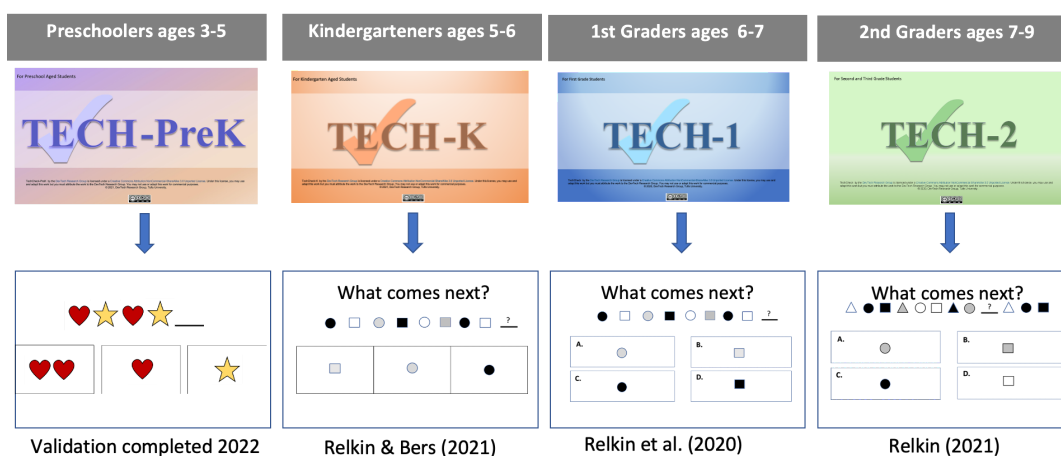 Preschoolers ages 3-5
Kindergarteners ages 5-6
1st Graders ages 6-7
2nd Graders ages 7-9
For Preschool Aged Students
TECH-PreK
For Kindergarten Aged Students
TECH-K
For First Grade Students
TECH-1
For Second and Third Grade Students
TECH-2
What comes next?
?
What comes next?
?
A.
B.
C.
D.
What comes next?
?
A.
B.
C.
D.
Validation completed 2022
Relkin & Bers (2021)
Relkin et al. (2020)
Relkin (2021)